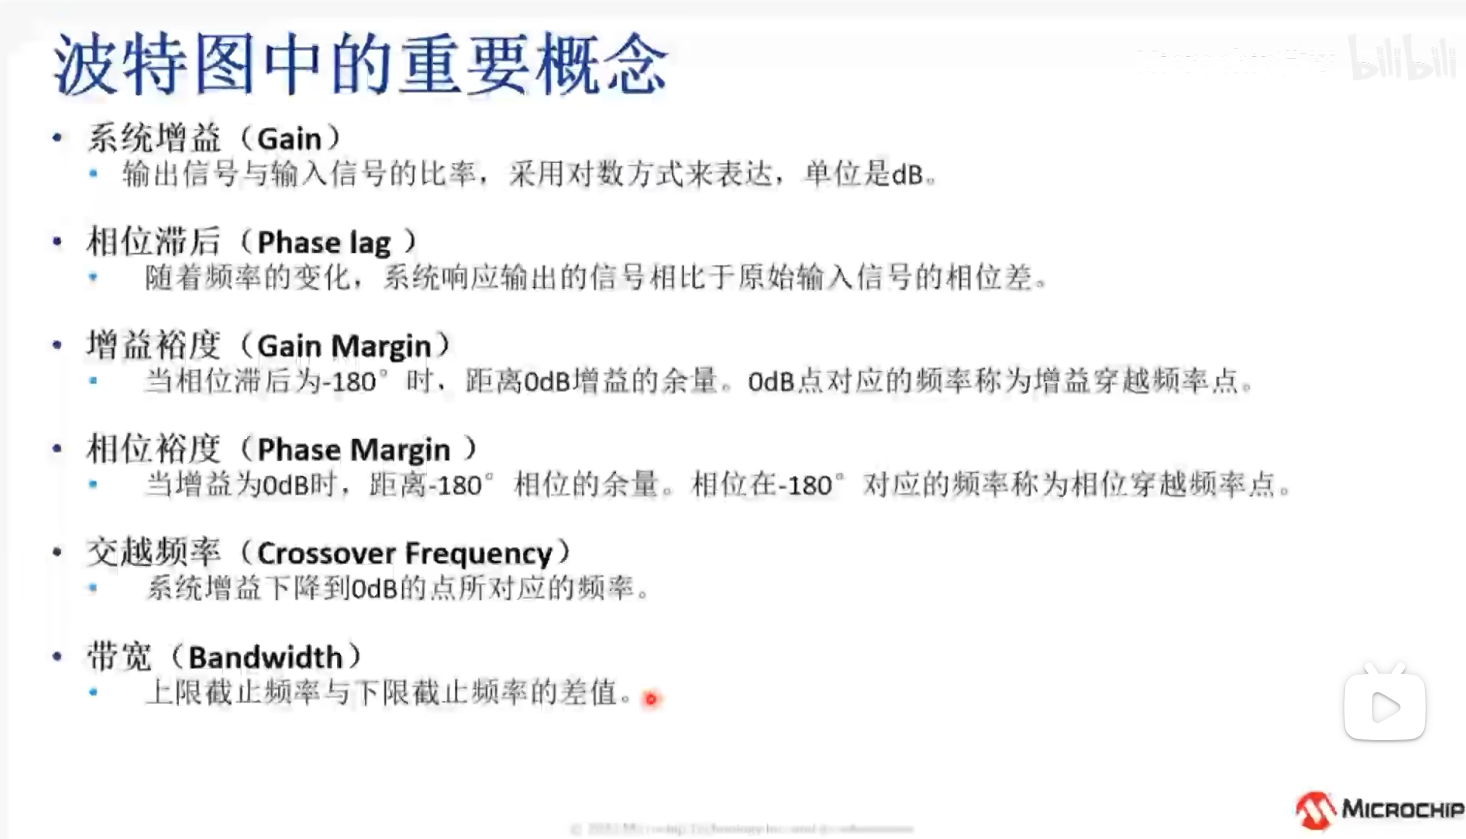 波特图中的重要概念
bilibili
• 系统增益（Gain）
• 输出信号与输入信号的比率，采用对数方式来表达，单位是dB。
• 相位滞后（Phase lag ）
• 随着频率的变化，系统响应输出的信号相比于原始输入信号的相位差。
• 增益裕度（Gain Margin）
• 当相位滞后为-180°时，距离0dB增益的余量。0dB点对应的频率称为增益穿越频率点。
• 相位裕度（Phase Margin ）
• 当增益为0dB时，距离-180°相位的余量。相位在-180°对应的频率称为相位穿越频率点。
• 交越频率（Crossover Frequency）
• 系统增益下降到0dB的点所对应的频率。
• 带宽（Bandwidth）
• 上限截止频率与下限截止频率的差值。
MICROCHIP